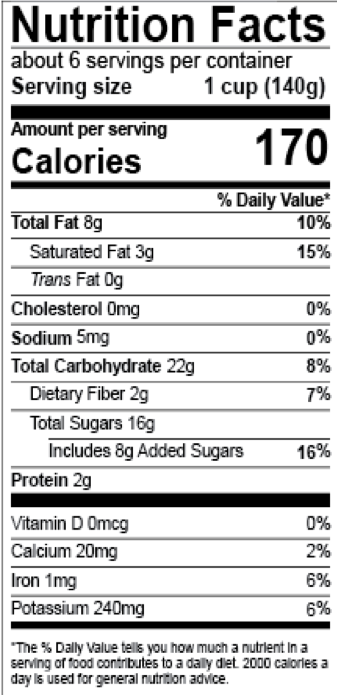 Nutrition Facts
about 6 servings per container
Serving size 1 cup (140g)
Amount per serving
Calories 170
% Daily Value*
Total Fat 8g 10%
Saturated Fat 3g 15%
Trans Fat 0g
Cholesterol 0mg 0%
Sodium 5mg 0%
Total Carbohydrate 22g 8%
Dietary Fiber 2g 7%
Total Sugars 16g
Includes 8g Added Sugars 16%
Protein 2g
Vitamin D 0mcg 0%
Calcium 20mg 2%
Iron 1mg 6%
Potassium 240mg 6%
*The % Daily Value tells you how much a nutrient in a
serving of food contributes to a daily diet. 2000 calories a
day is used for general nutrition advice.